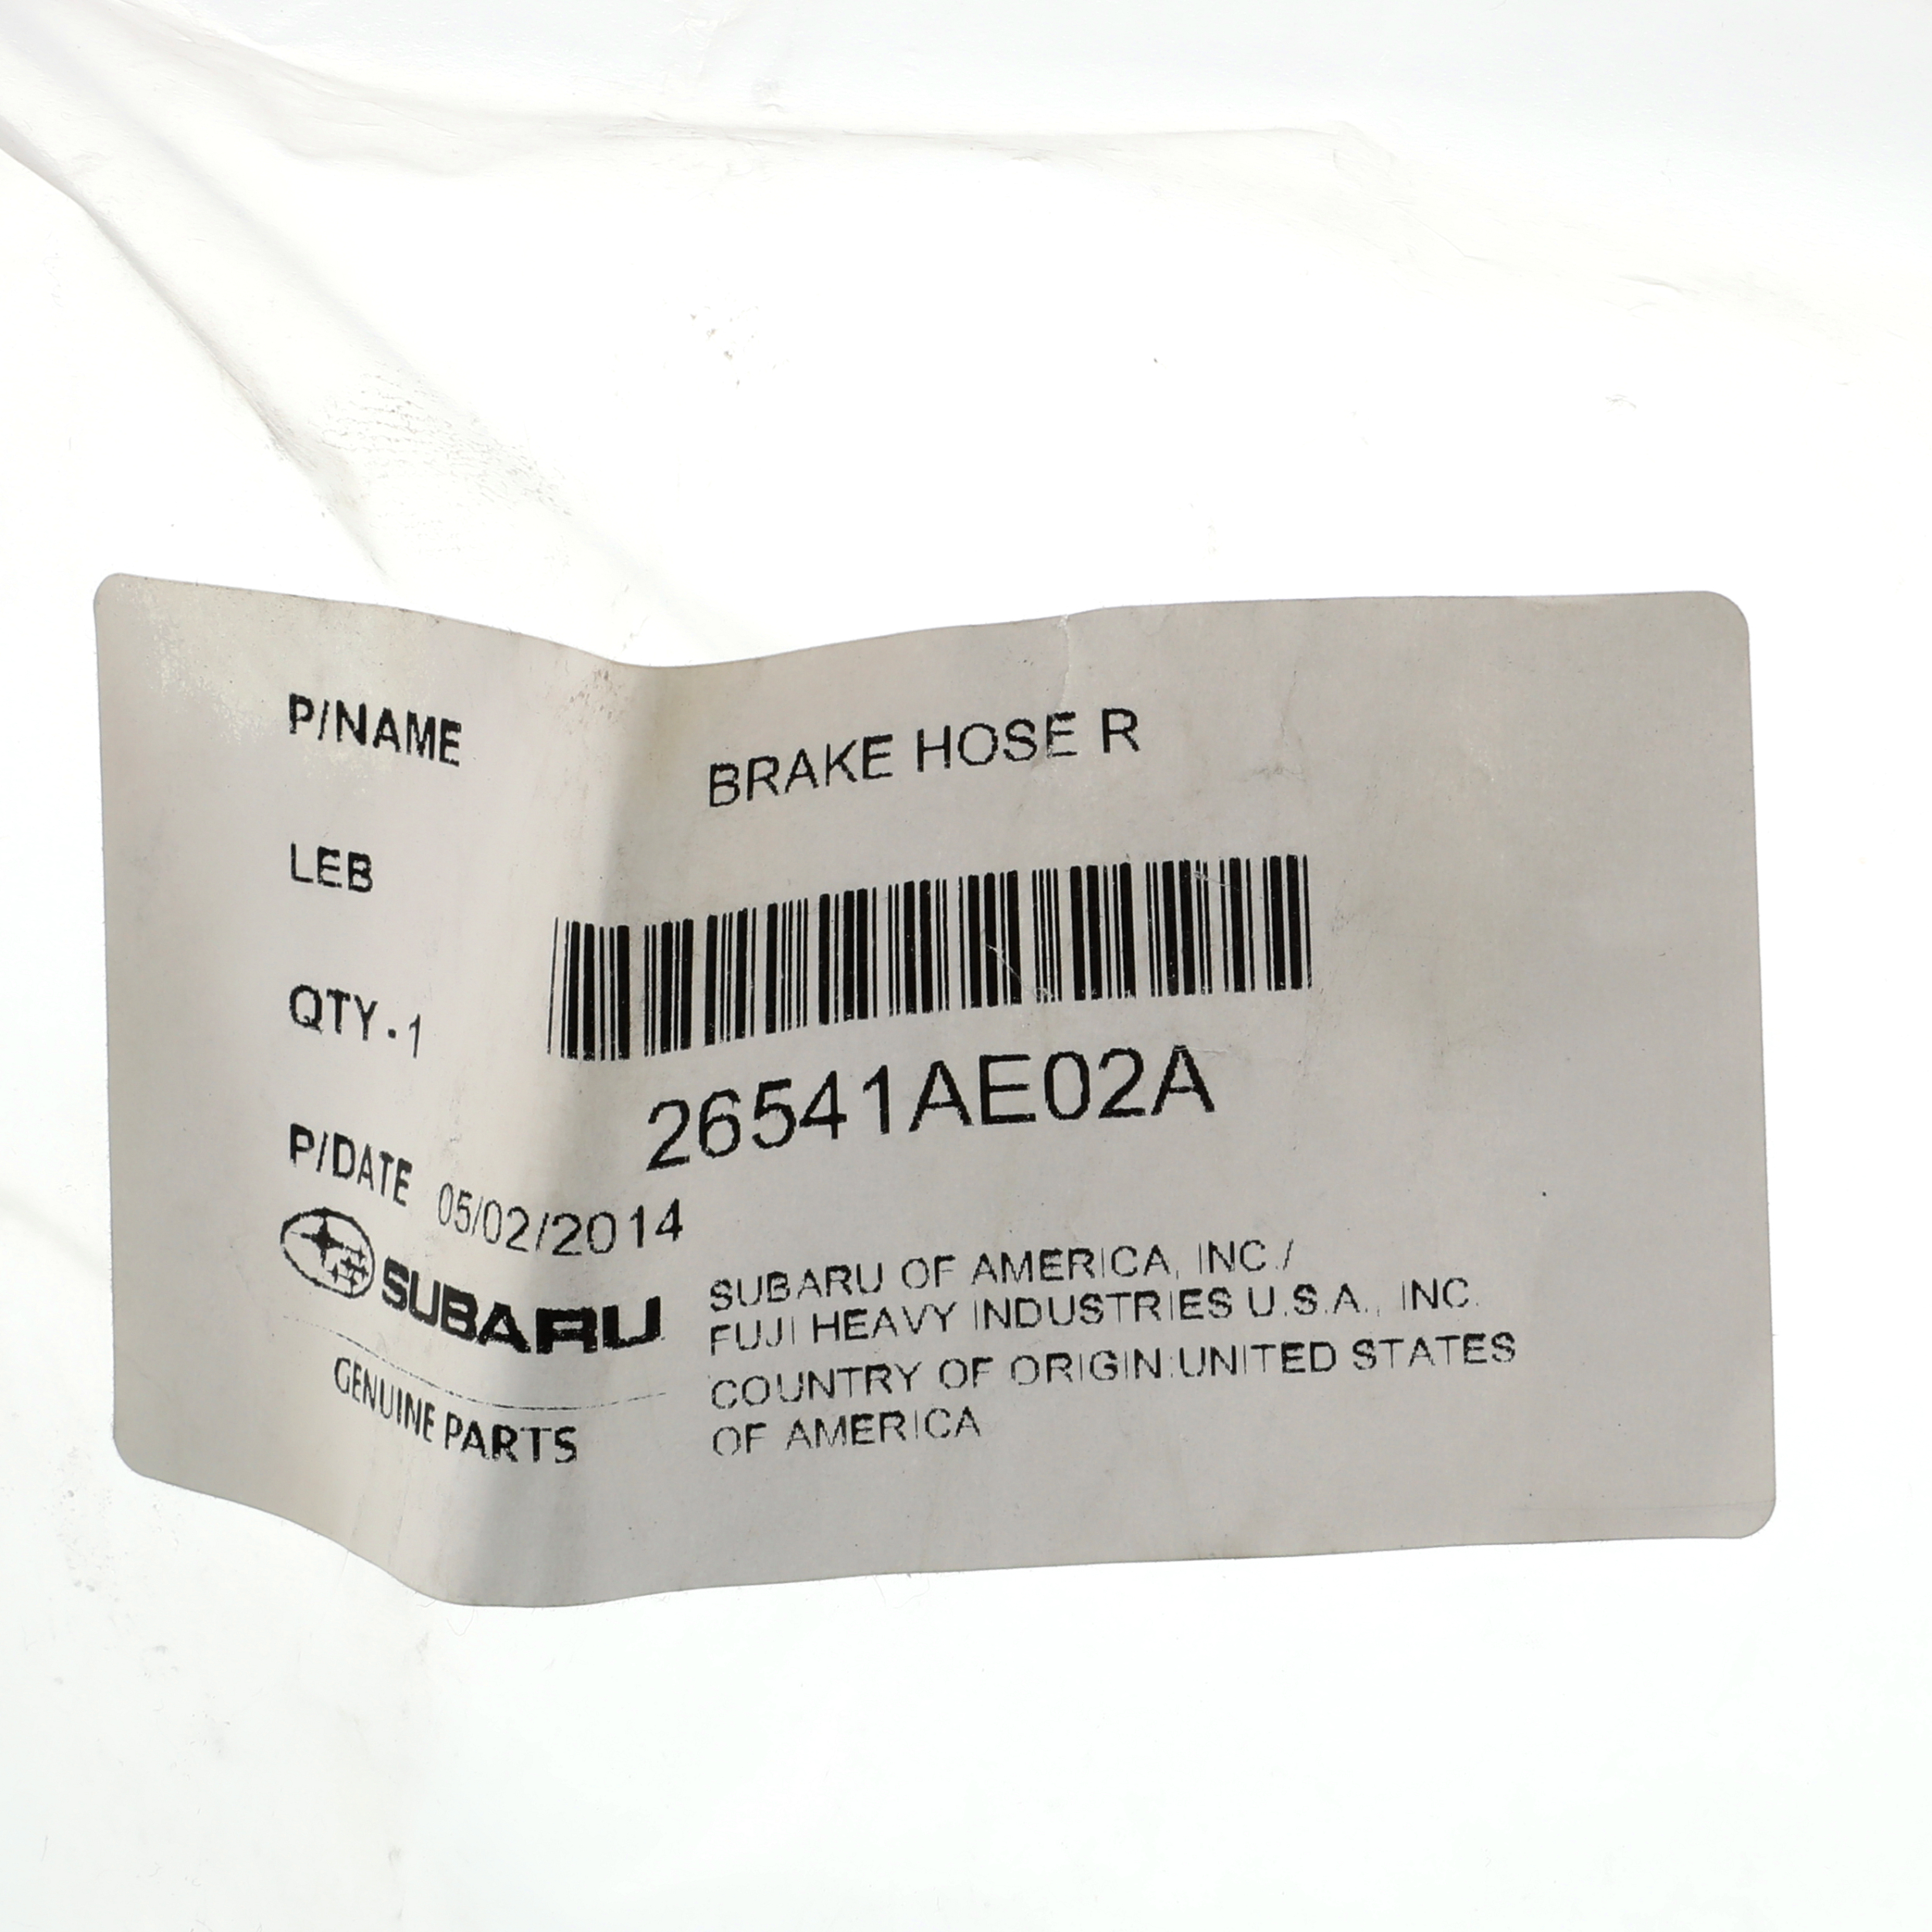 P/NAME BRAKE HOSE R
LEB
QTY - 1
26541AE02A
P/DATE 05/02/2014
SUBARU
GENUINE PARTS
SUBARU OF AMERICA, INC./
FUJI HEAVY INDUSTRIES U.S.A., INC.
COUNTRY OF ORIGIN:UNITED STATES
OF AMERICA